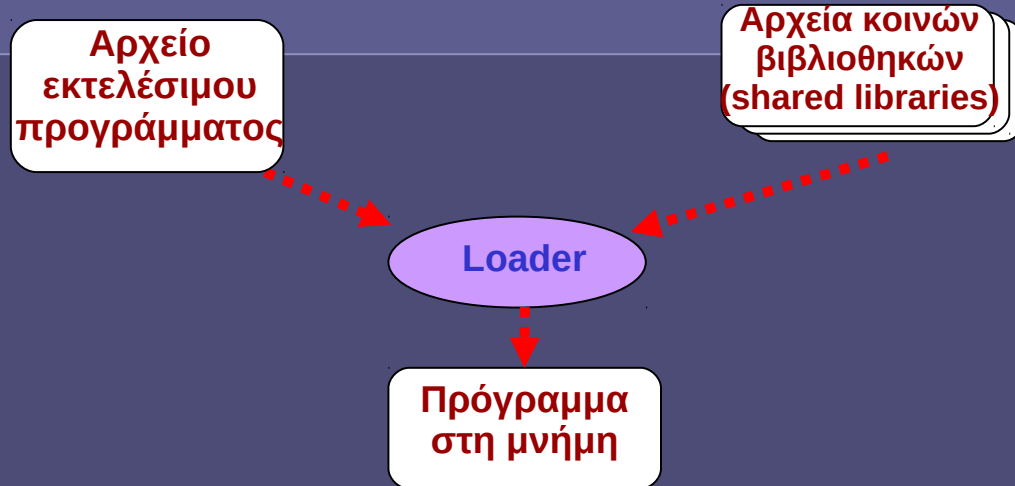 Αρχείο
εκτελέσιμου
προγράμματος
Αρχεία κοινών
βιβλιοθηκών
(shared libraries)
Loader
Πρόγραμμα
στη μνήμη